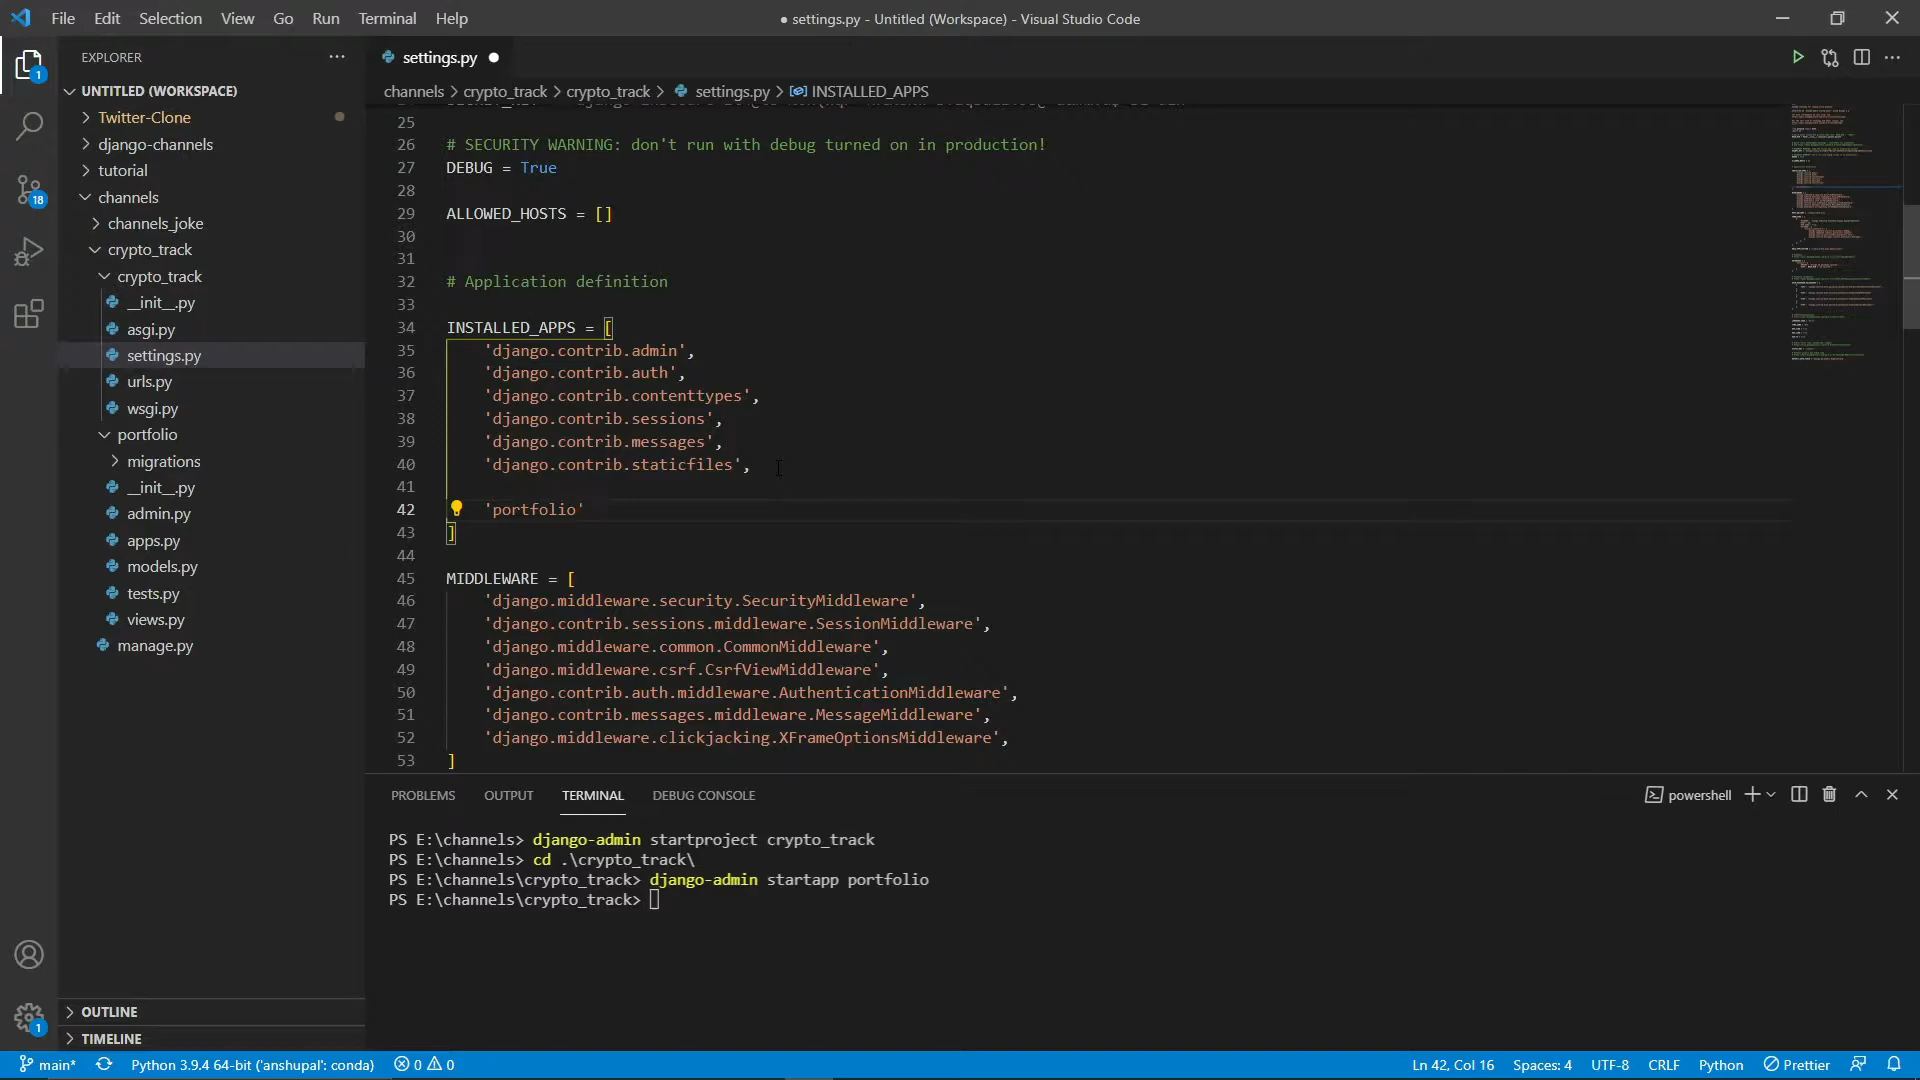 File Edit Selection View Go Run Terminal Help
● settings.py - Untitled (Workspace) - Visual Studio Code
EXPLORER
UNTITLED (WORKSPACE)
Twitter-Clone
django-channels
tutorial
channels
channels_joke
crypto_track
crypto_track
__init__.py
asgi.py
settings.py
urls.py
wsgi.py
portfolio
migrations
__init__.py
admin.py
apps.py
models.py
tests.py
views.py
manage.py
OUTLINE
TIMELINE
1
18
1
settings.py
channels > crypto_track > crypto_track > settings.py > INSTALLED_APPS
25
26 # SECURITY WARNING: don't run with debug turned on in production!
27 DEBUG = True
28
29 ALLOWED_HOSTS = []
30
31
32 # Application definition
33
34 INSTALLED_APPS = [
35 'django.contrib.admin',
36 'django.contrib.auth',
37 'django.contrib.contenttypes',
38 'django.contrib.sessions',
39 'django.contrib.messages',
40 'django.contrib.staticfiles',
41
42 'portfolio'
43 ]
44
45 MIDDLEWARE = [
46 'django.middleware.security.SecurityMiddleware',
47 'django.contrib.sessions.middleware.SessionMiddleware',
48 'django.middleware.common.CommonMiddleware',
49 'django.middleware.csrf.CsrfViewMiddleware',
50 'django.contrib.auth.middleware.AuthenticationMiddleware',
51 'django.contrib.messages.middleware.MessageMiddleware',
52 'django.middleware.clickjacking.XFrameOptionsMiddleware',
53 ]
PROBLEMS OUTPUT TERMINAL DEBUG CONSOLE
powershell
PS E:\channels> django-admin startproject crypto_track
PS E:\channels> cd .\crypto_track\
PS E:\channels\crypto_track> django-admin startapp portfolio
PS E:\channels\crypto_track>
main* Python 3.9.4 64-bit ('anshupal': conda) 0 0
Ln 42, Col 16 Spaces: 4 UTF-8 CRLF Python Prettier